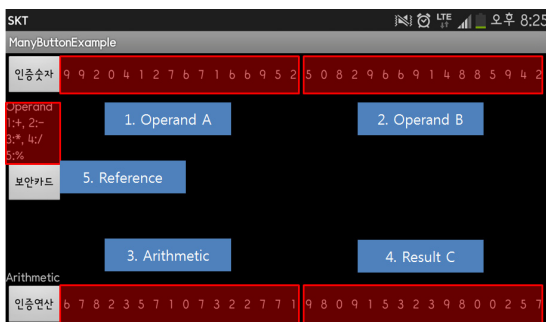 SKT LTE 오후 8:25
ManyButtonExample
인증숫자 9 9 2 0 4 1 2 7 6 7 1 6 6 9 5 2 5 0 8 2 9 6 6 9 1 4 8 8 5 9 4 2
Operand
1:+, 2:-
3:*, 4:/
5:%
1. Operand A
2. Operand B
보안카드
5. Reference
3. Arithmetic
4. Result C
Arithmetic
인증연산 6 7 8 2 3 5 7 1 0 7 3 2 2 7 7 1 9 8 0 9 1 5 3 2 3 9 8 0 0 2 5 7